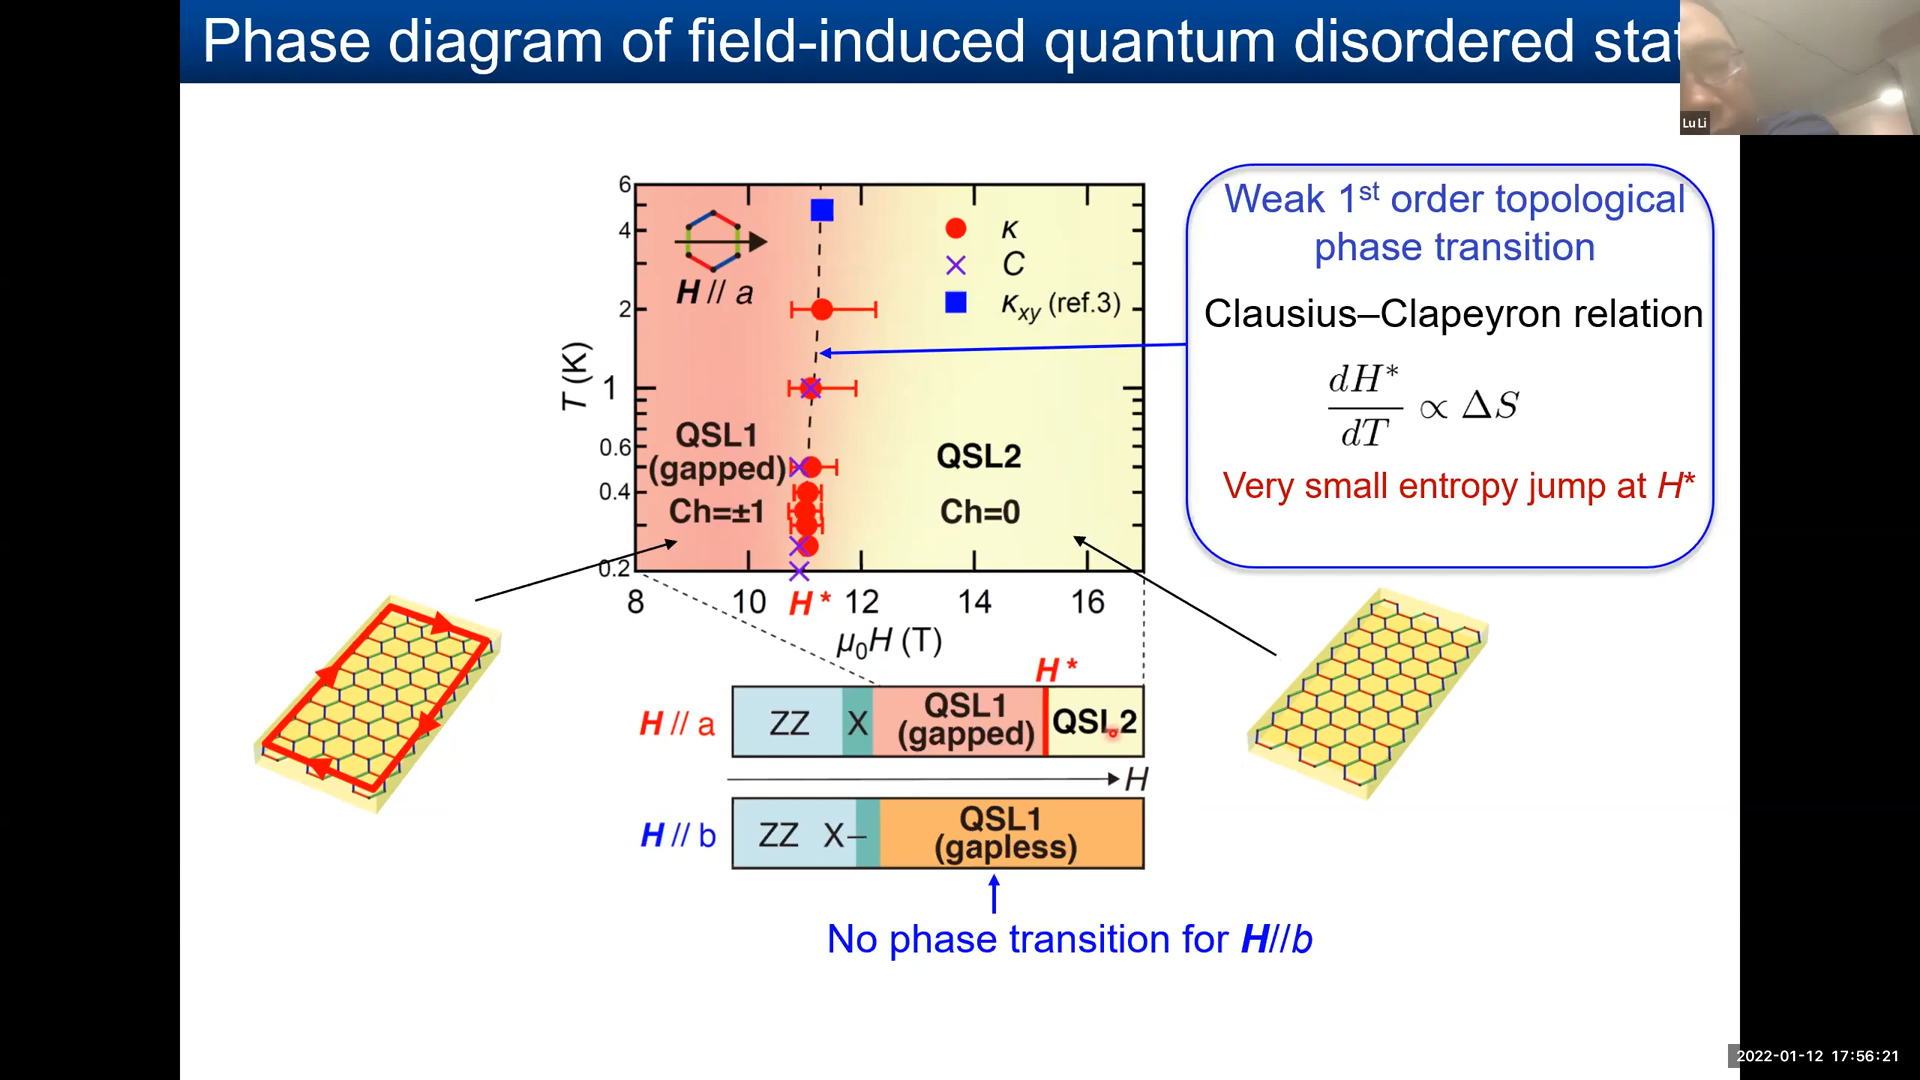 Phase diagram of field-induced quantum disordered stat
Lu Li
Weak 1st order topological
phase transition
Clausius–Clapeyron relation
dH*
dT
∝ ΔS
Very small entropy jump at H*
6
4
2
1
0.6
0.4
0.2
T (K)
H // a
κ
C
κxy (ref.3)
QSL1
(gapped)
Ch=±1
QSL2
Ch=0
8 10 12 14 16
H*
μ0H (T)
H*
H // a ZZ X QSL1 (gapped) QSL2
H
H // b ZZ X– QSL1 (gapless)
No phase transition for H//b
2022-01-12 17:56:21